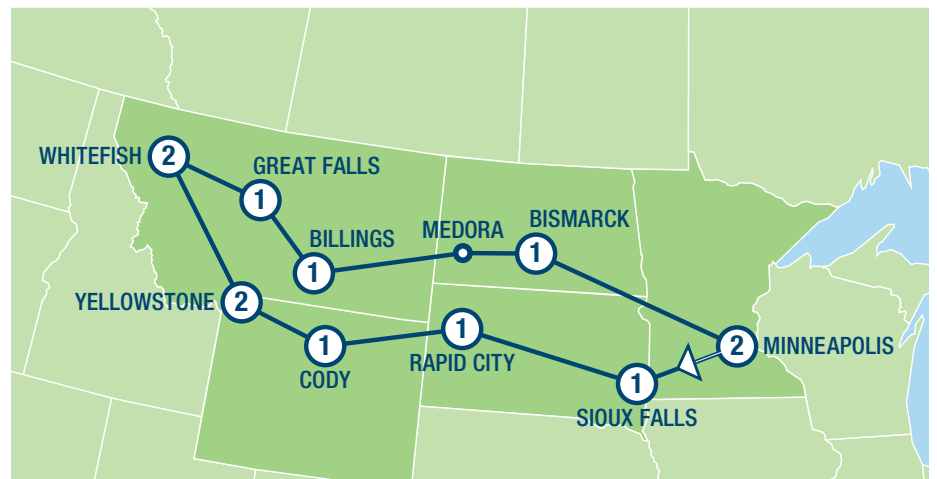 WHITEFISH 2
GREAT FALLS
1
BILLINGS
1
MEDORA
BISMARCK
1
YELLOWSTONE 2
1
CODY
1
RAPID CITY
1
SIOUX FALLS
2 MINNEAPOLIS